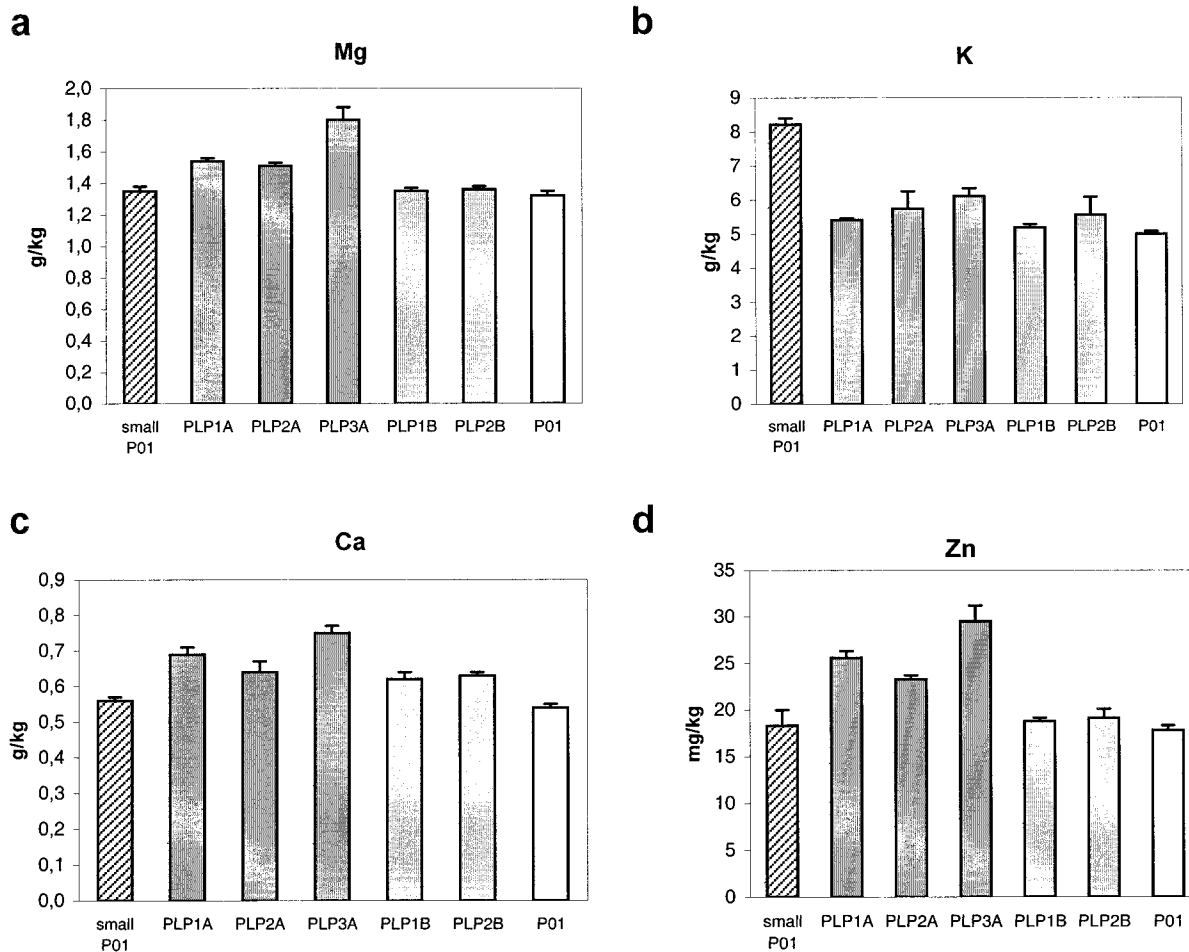 a
Mg
2,0
1,8
1,6
1,4
1,2
1,0
0,8
0,6
0,4
0,2
0,0
g/kg
small P01
PLP1A
PLP2A
PLP3A
PLP1B
PLP2B
P01
b
K
9
8
7
6
5
4
3
2
1
0
g/kg
small P01
PLP1A
PLP2A
PLP3A
PLP1B
PLP2B
P01
c
Ca
0,9
0,8
0,7
0,6
0,5
0,4
0,3
0,2
0,1
0,0
g/kg
small P01
PLP1A
PLP2A
PLP3A
PLP1B
PLP2B
P01
d
Zn
35
30
25
20
15
10
5
0
mg/kg
small P01
PLP1A
PLP2A
PLP3A
PLP1B
PLP2B
P01